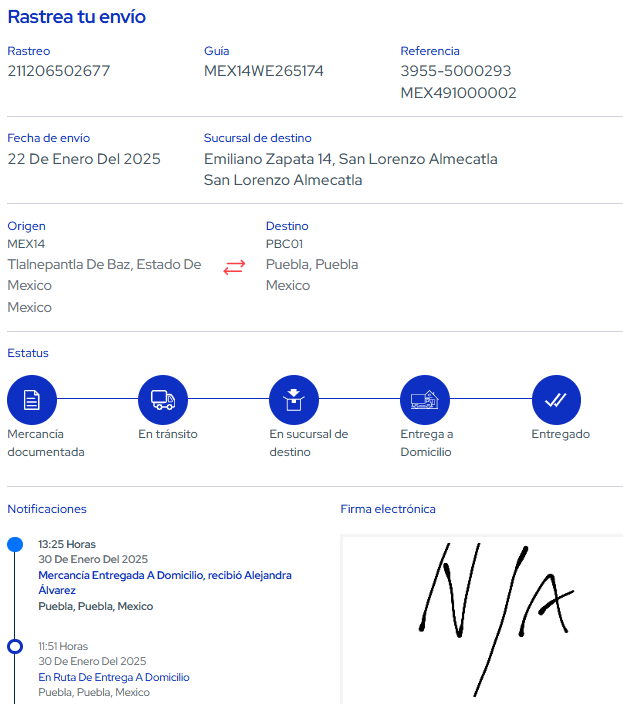 Rastrea tu envío
Rastreo
211206502677
Guía
MEX14WE265174
Referencia
3955-5000293
MEX491000002
Fecha de envío
22 De Enero Del 2025
Sucursal de destino
Emiliano Zapata 14, San Lorenzo Almecatla
San Lorenzo Almecatla
Origen
MEX14
Tlalnepantla De Baz, Estado De
Mexico
Mexico
Destino
PBC01
Puebla, Puebla
Mexico
Estatus
Mercancía
documentada
En tránsito
En sucursal de
destino
Entrega a
Domicilio
Entregado
Notificaciones
13:25 Horas
30 De Enero Del 2025
Mercancía Entregada A Domicilio, recibió Alejandra
Álvarez
Puebla, Puebla, Mexico
11:51 Horas
30 De Enero Del 2025
En Ruta De Entrega A Domicilio
Puebla, Puebla, Mexico
Firma electrónica
N/A